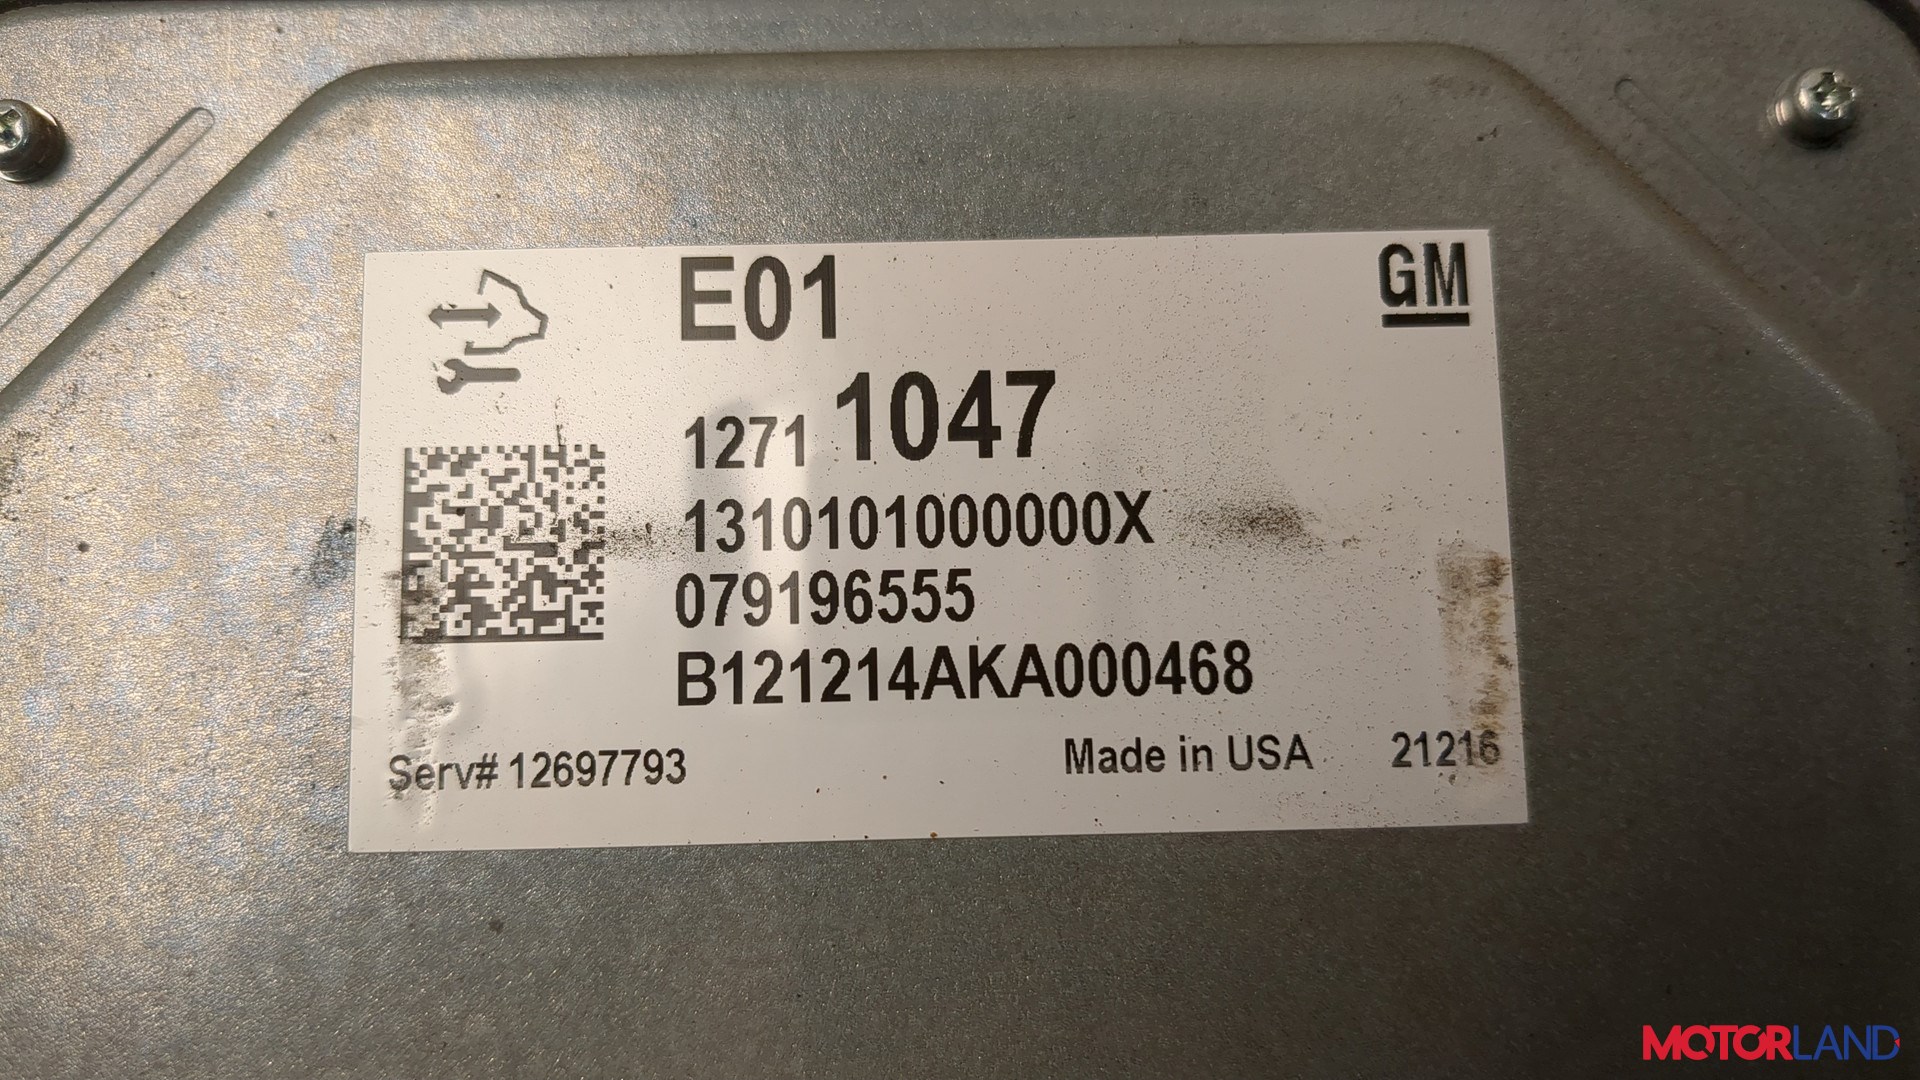 E01
GM
1271 1047
1310101000000X
079196555
B121214AKA000468
Serv# 12697793
Made in USA 21216
MOTORLAND